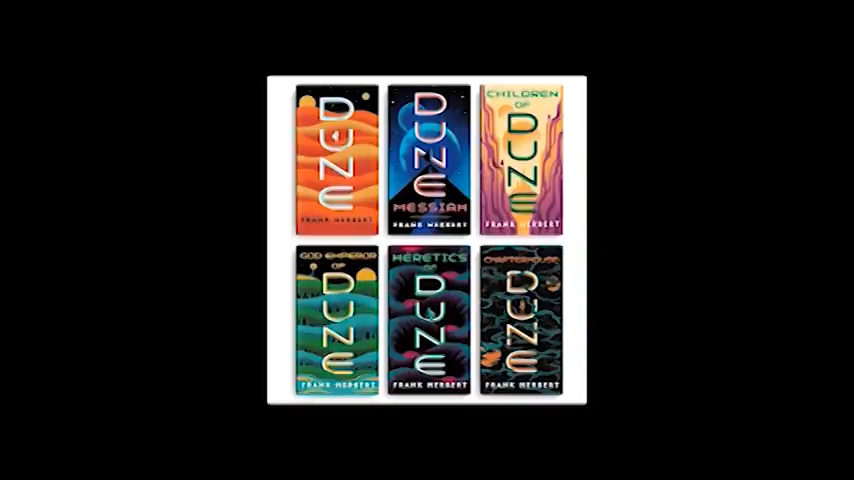 DUNE
FRANK HERBERT
DUNE
MESSIAH
FRANK HERBERT
CHILDREN
OF
DUNE
FRANK HERBERT
GOD EMPEROR
OF
DUNE
FRANK HERBERT
HERETICS
OF
DUNE
FRANK HERBERT
CHAPTERHOUSE
DUNE
FRANK HERBERT